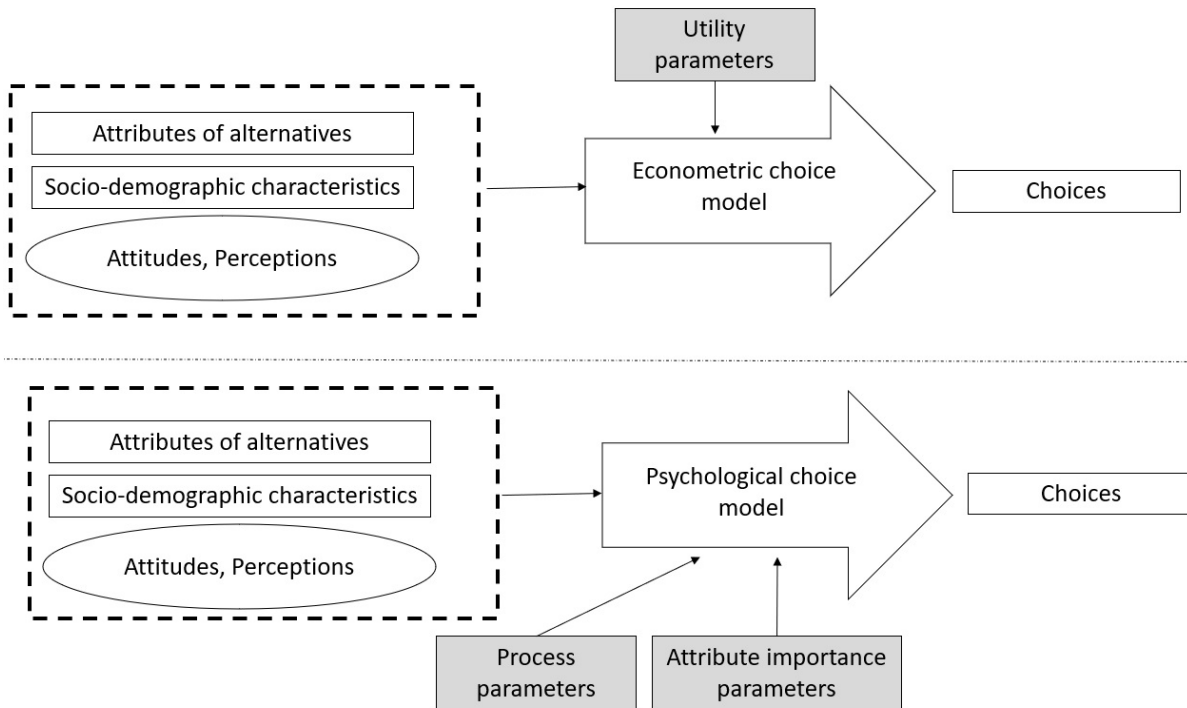 Utility
parameters
Attributes of alternatives
Socio-demographic characteristics
Attitudes, Perceptions
Econometric choice
model
Choices
Attributes of alternatives
Socio-demographic characteristics
Attitudes, Perceptions
Psychological choice
model
Choices
Process
parameters
Attribute importance
parameters